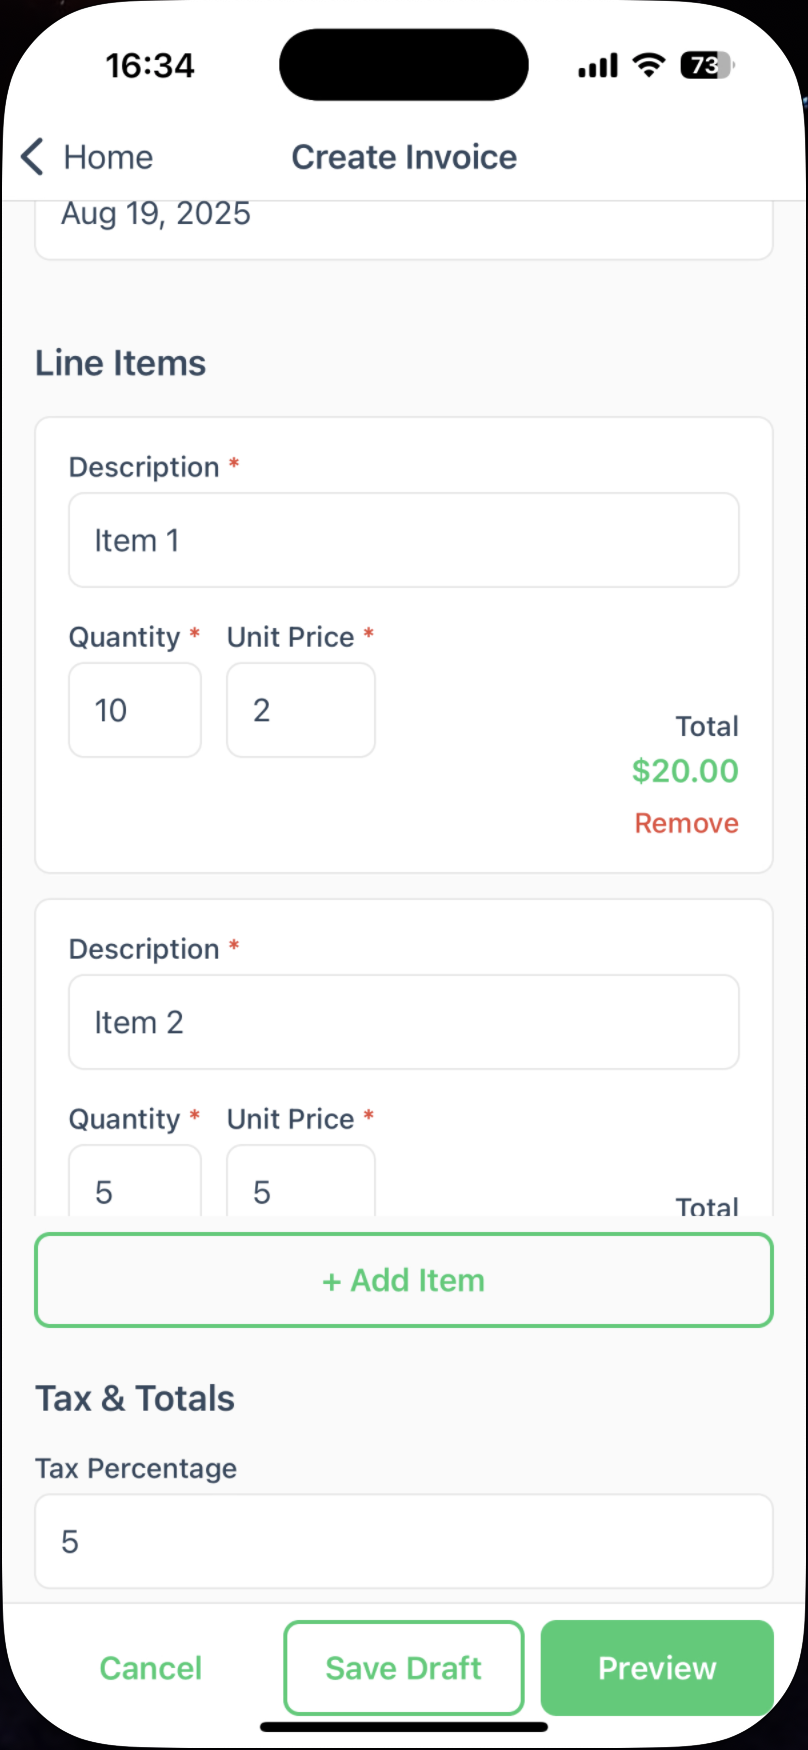 16:34
73
Home
Create Invoice
Aug 19, 2025
Line Items
Description *
Item 1
Quantity * Unit Price *
10 2
Total
$20.00
Remove
Description *
Item 2
Quantity * Unit Price *
5 5
Total
+ Add Item
Tax & Totals
Tax Percentage
5
Cancel Save Draft Preview